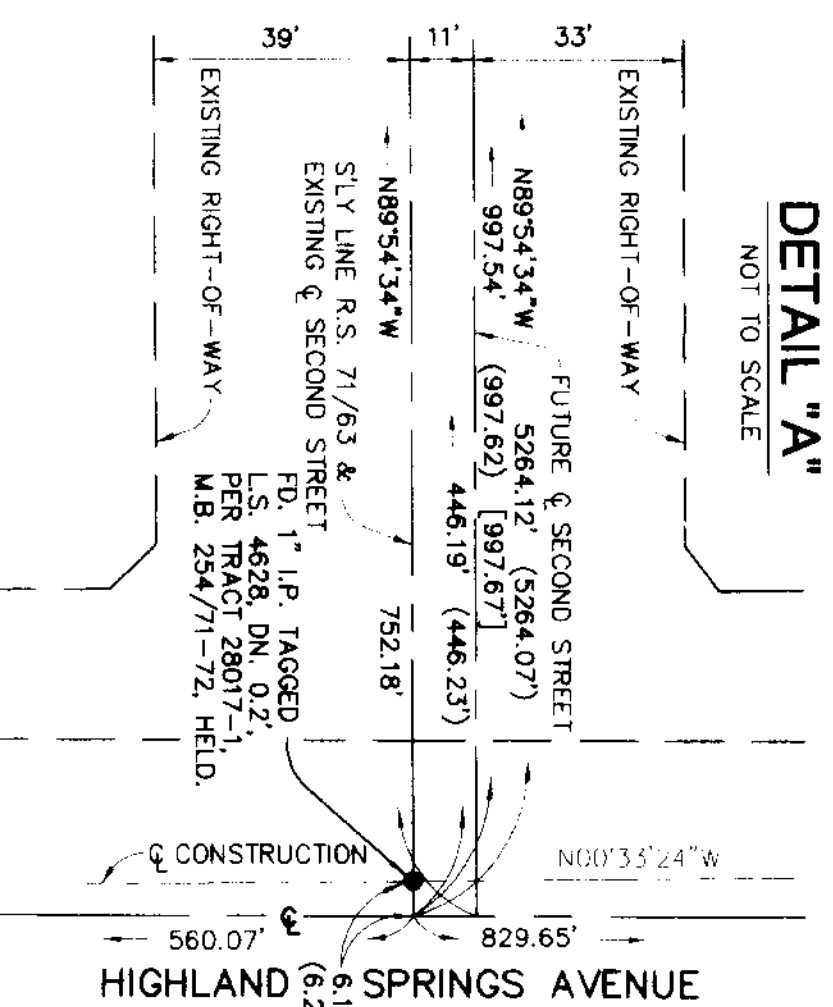 DETAIL "A"
NOT TO SCALE
39'
11'
33'
EXISTING RIGHT-OF-WAY
EXISTING RIGHT-OF-WAY
FUTURE ℄ SECOND STREET
N89°54'34"W 5264.12' (5264.07')
997.54' (997.62) [997.67']
446.19' (446.23')
N89°54'34"W 752.18'
S'LY LINE R.S. 71/63 &
EXISTING ℄ SECOND STREET
FD. 1" I.P. TAGGED
L.S. 4628, DN. 0.2',
PER TRACT 28017-1,
M.B. 254/71-72, HELD.
℄ CONSTRUCTION
N00°33'24"W
℄
560.07'
829.65'
HIGHLAND SPRINGS AVENUE